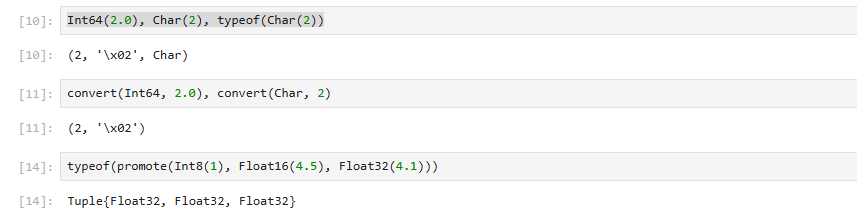 [10]: Int64(2.0), Char(2), typeof(Char(2))
[10]: (2, '\x02', Char)
[11]: convert(Int64, 2.0), convert(Char, 2)
[11]: (2, '\x02')
[14]: typeof(promote(Int8(1), Float16(4.5), Float32(4.1)))
[14]: Tuple{Float32, Float32, Float32}